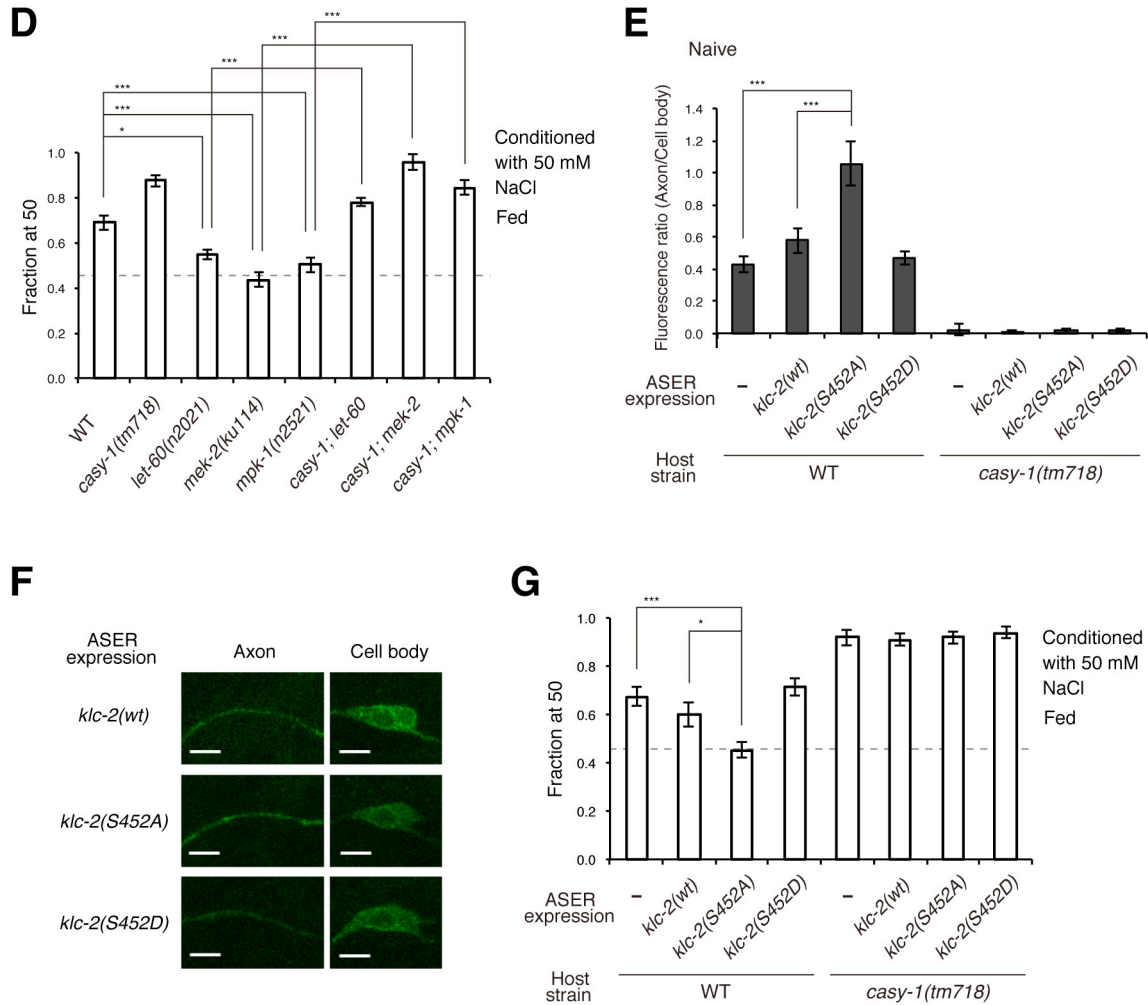 D
***
***
***
***
***
*
Fraction at 50
1.0
0.8
0.6
0.4
0.2
0.0
Conditioned
with 50 mM
NaCl
Fed
WT
casy-1(tm718)
let-60(n2021)
mek-2(ku114)
mpk-1(n2521)
casy-1; let-60
casy-1; mek-2
casy-1; mpk-1
E
Naive
***
***
Fluorescence ratio (Axon/Cell body)
1.4
1.2
1.0
0.8
0.6
0.4
0.2
0.0
ASER
expression
–
klc-2(wt)
klc-2(S452A)
klc-2(S452D)
–
klc-2(wt)
klc-2(S452A)
klc-2(S452D)
Host
strain
WT
casy-1(tm718)
F
ASER
expression
Axon
Cell body
klc-2(wt)
klc-2(S452A)
klc-2(S452D)
G
***
*
Fraction at 50
1.0
0.8
0.6
0.4
0.2
0.0
Conditioned
with 50 mM
NaCl
Fed
ASER
expression
–
klc-2(wt)
klc-2(S452A)
klc-2(S452D)
–
klc-2(wt)
klc-2(S452A)
klc-2(S452D)
Host
strain
WT
casy-1(tm718)